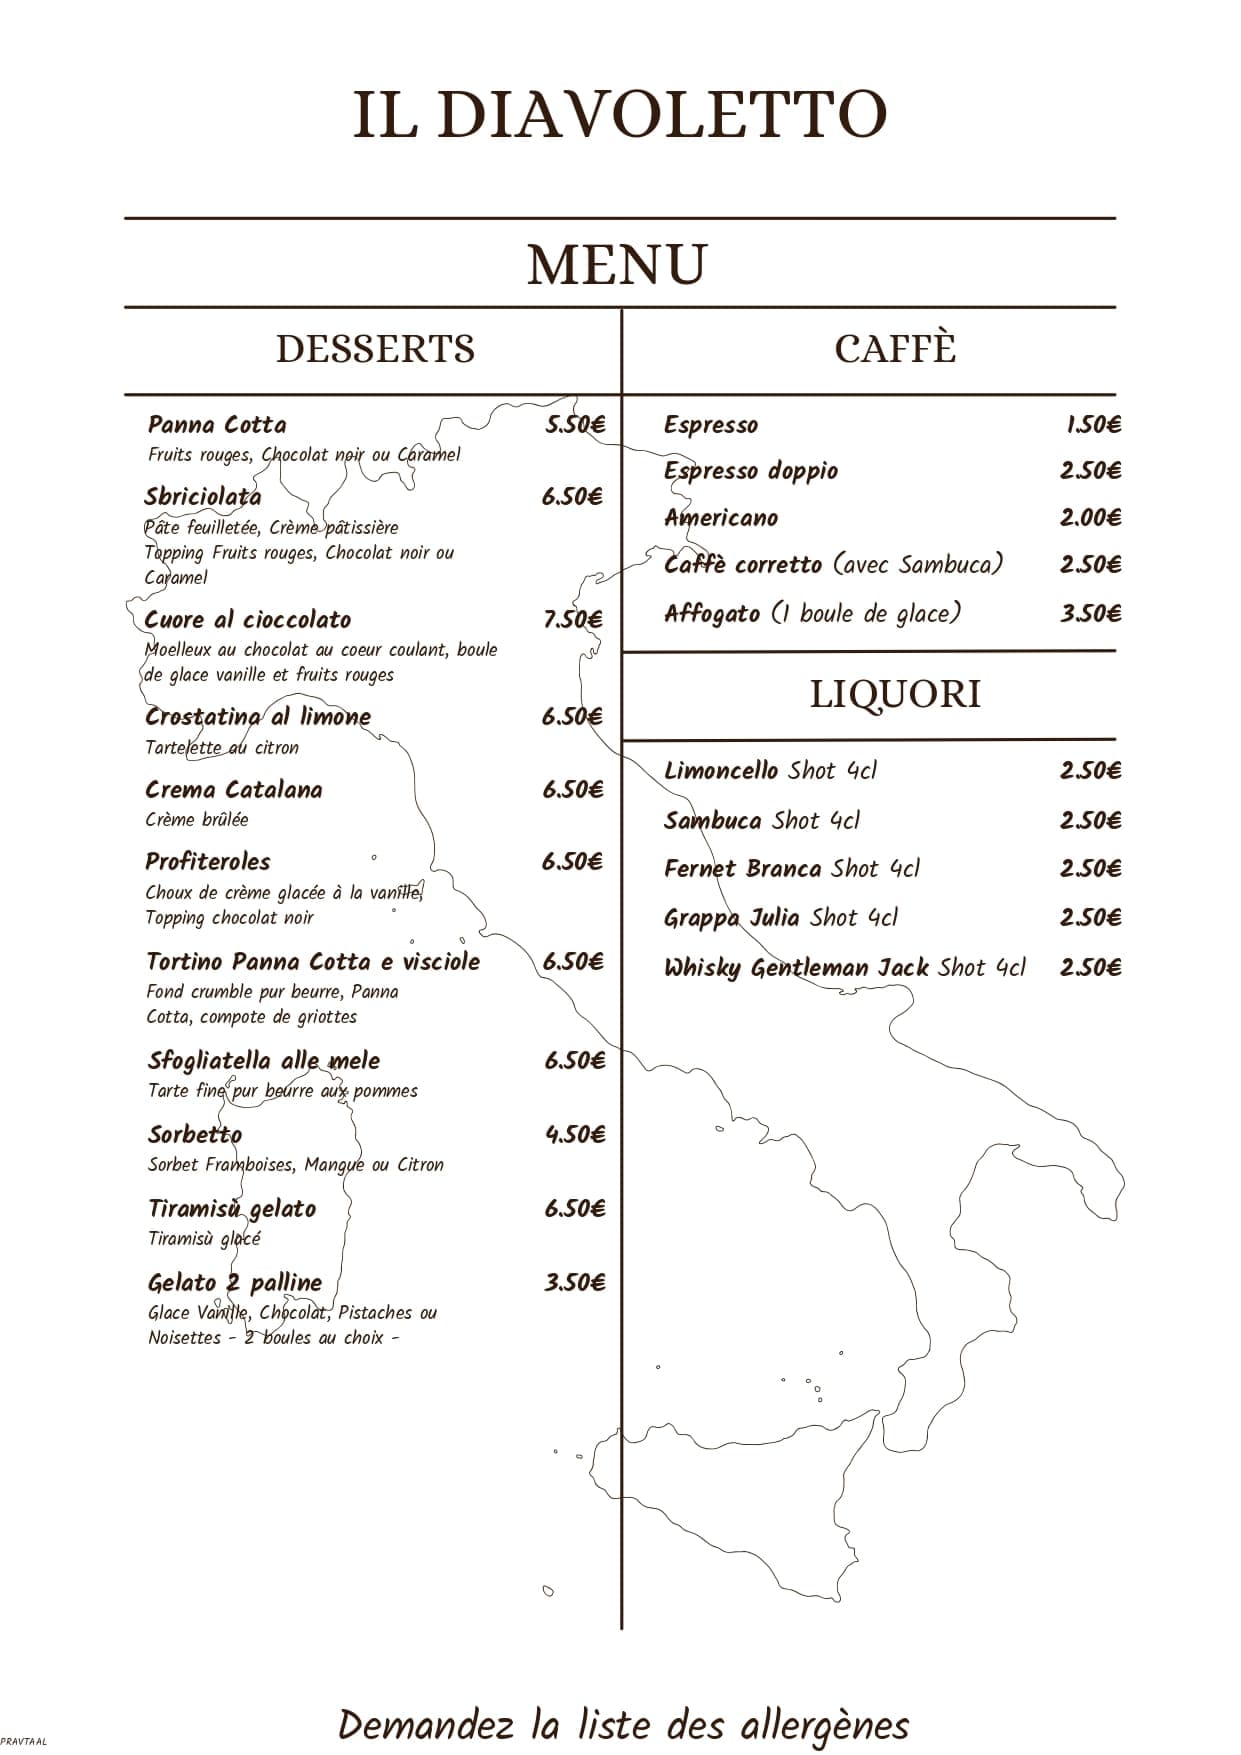 IL DIAVOLETTO
MENU
DESSERTS
Panna Cotta 5.50€
Fruits rouges, Chocolat noir ou Caramel
Sbriciolata 6.50€
Pâte feuilletée, Crème pâtissière
Topping Fruits rouges, Chocolat noir ou
Caramel
Cuore al cioccolato 7.50€
Moelleux au chocolat au coeur coulant, boule
de glace vanille et fruits rouges
Crostatina al limone 6.50€
Tartelette au citron
Crema Catalana 6.50€
Crème brûlée
Profiteroles 6.50€
Choux de crème glacée à la vanille,
Topping chocolat noir
Tortino Panna Cotta e visciole 6.50€
Fond crumble pur beurre, Panna
Cotta, compote de griottes
Sfogliatella alle mele 6.50€
Tarte fine pur beurre aux pommes
Sorbetto 4.50€
Sorbet Framboises, Mangue ou Citron
Tiramisù gelato 6.50€
Tiramisù glacé
Gelato 2 palline 3.50€
Glace Vanille, Chocolat, Pistaches ou
Noisettes - 2 boules au choix -
CAFFÈ
Espresso 1.50€
Espresso doppio 2.50€
Americano 2.00€
Caffè corretto (avec Sambuca) 2.50€
Affogato (1 boule de glace) 3.50€
LIQUORI
Limoncello Shot 4cl 2.50€
Sambuca Shot 4cl 2.50€
Fernet Branca Shot 4cl 2.50€
Grappa Julia Shot 4cl 2.50€
Whisky Gentleman Jack Shot 4cl 2.50€
Demandez la liste des allergènes
PRAVTAAL